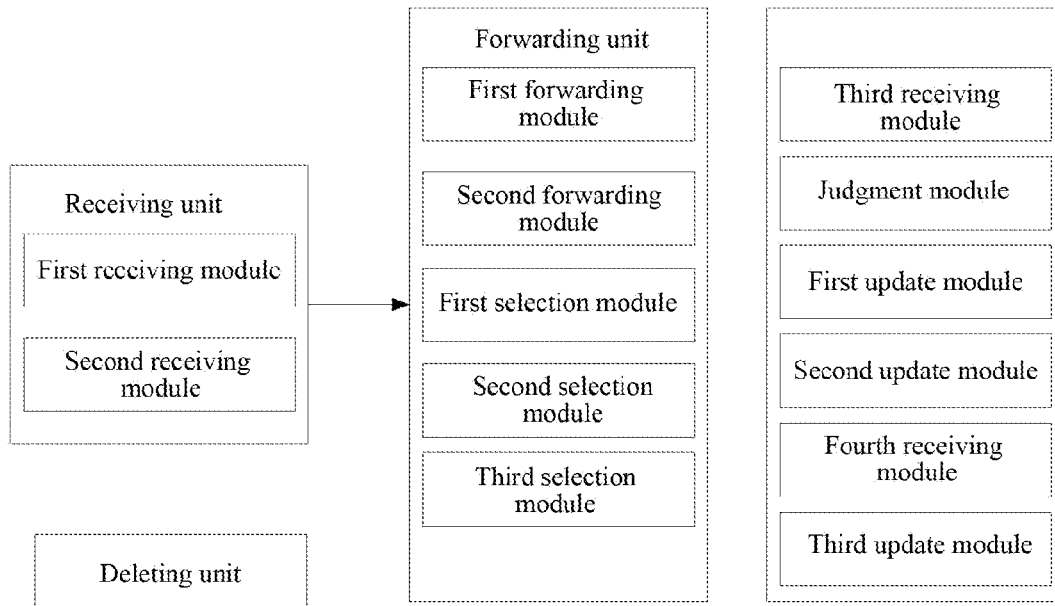 Receiving unit
First receiving module
Second receiving
module
Deleting unit
Forwarding unit
First forwarding
module
Second forwarding
module
First selection module
Second selection
module
Third selection
module
Third receiving
module
Judgment module
First update module
Second update module
Fourth receiving
module
Third update module